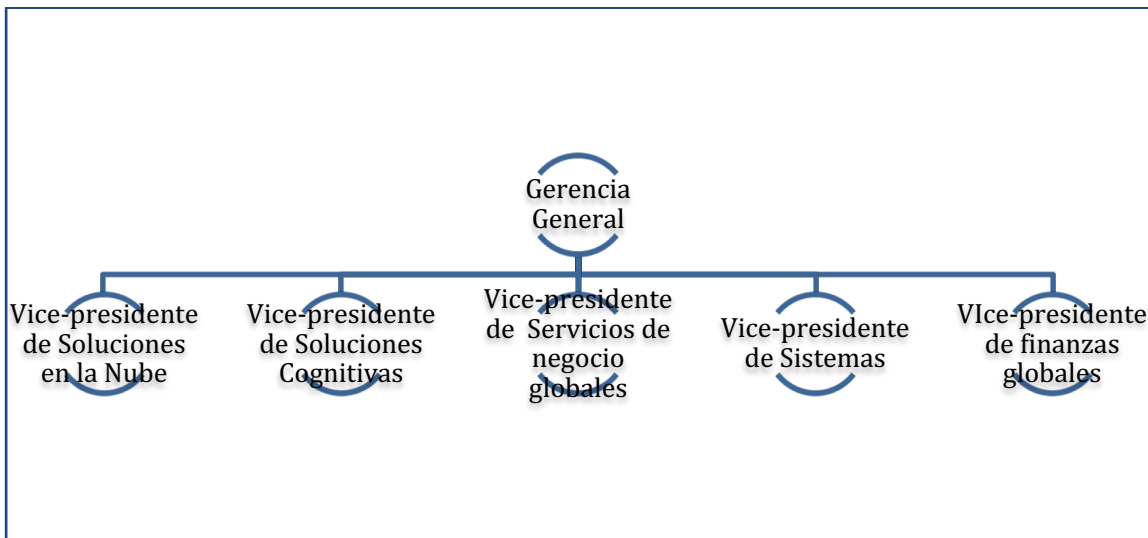 Gerencia
General
Vice-presidente
de Soluciones
en la Nube
Vice-presidente
de Soluciones
Cognitivas
Vice-presidente
de Servicios de
negocio
globales
Vice-presidente
de Sistemas
VIce-presidente
de finanzas
globales